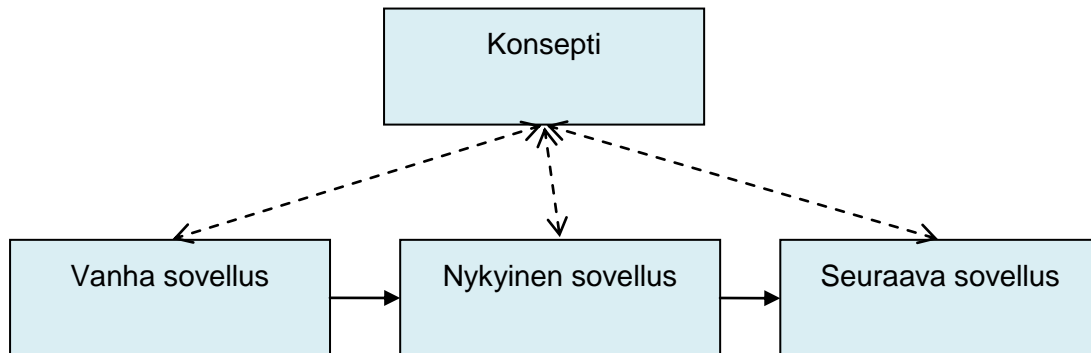 Konsepti
Vanha sovellus
Nykyinen sovellus
Seuraava sovellus